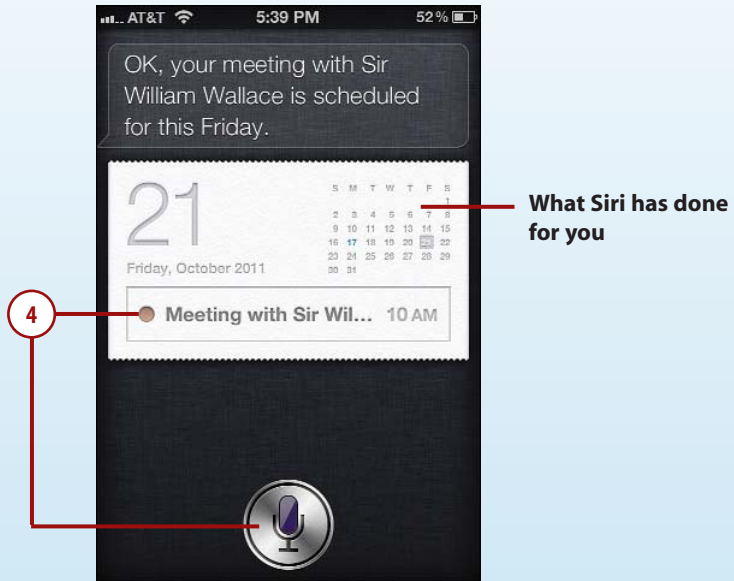 AT&T 5:39 PM 52%
OK, your meeting with Sir
William Wallace is scheduled
for this Friday.
21
S M T W T F S
1
2 3 4 5 6 7 8
9 10 11 12 13 14 15
16 17 18 19 20 21 22
23 24 25 26 27 28 29
30 31
Friday, October 2011
What Siri has done
for you
4
Meeting with Sir Wil... 10 AM